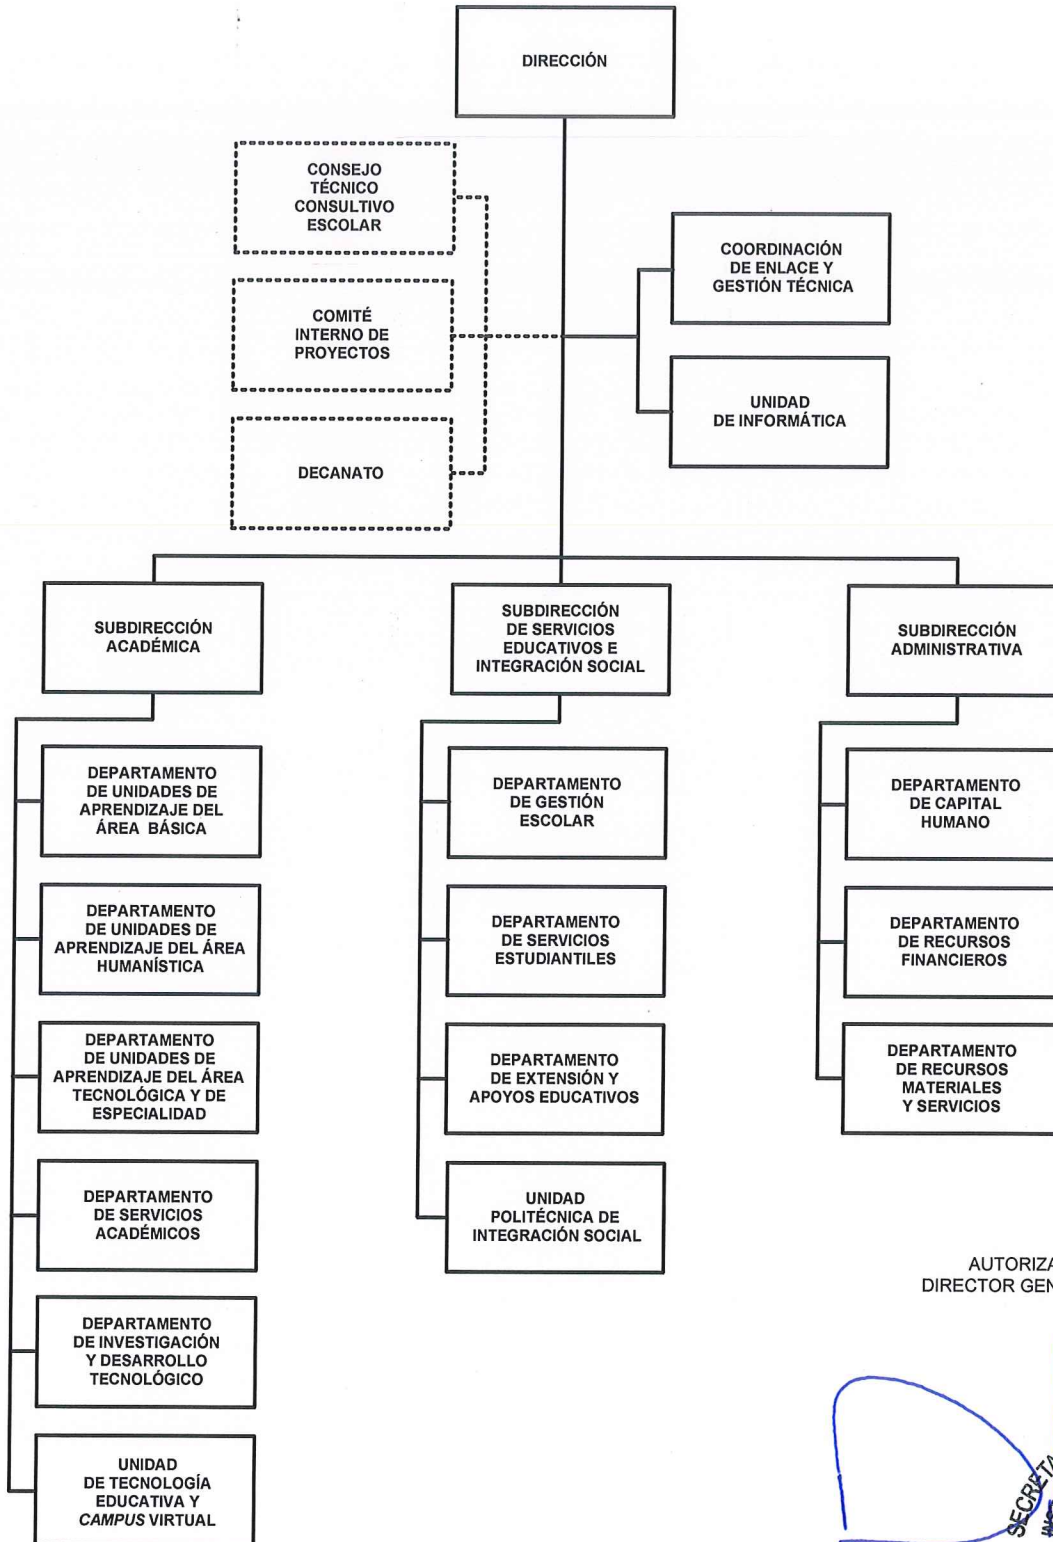 DIRECCIÓN
CONSEJO
TÉCNICO
CONSULTIVO
ESCOLAR
COORDINACIÓN
DE ENLACE Y
GESTIÓN TÉCNICA
COMITÉ
INTERNO DE
PROYECTOS
UNIDAD
DE INFORMÁTICA
DECANATO
SUBDIRECCIÓN
ACADÉMICA
SUBDIRECCIÓN
DE SERVICIOS
EDUCATIVOS E
INTEGRACIÓN SOCIAL
SUBDIRECCIÓN
ADMINISTRATIVA
DEPARTAMENTO
DE UNIDADES DE
APRENDIZAJE DEL
ÁREA BÁSICA
DEPARTAMENTO
DE GESTIÓN
ESCOLAR
DEPARTAMENTO
DE CAPITAL
HUMANO
DEPARTAMENTO
DE UNIDADES DE
APRENDIZAJE DEL ÁREA
HUMANÍSTICA
DEPARTAMENTO
DE SERVICIOS
ESTUDIANTILES
DEPARTAMENTO
DE RECURSOS
FINANCIEROS
DEPARTAMENTO
DE UNIDADES DE
APRENDIZAJE DEL ÁREA
TECNOLÓGICA Y DE
ESPECIALIDAD
DEPARTAMENTO
DE EXTENSIÓN Y
APOYOS EDUCATIVOS
DEPARTAMENTO
DE RECURSOS
MATERIALES
Y SERVICIOS
DEPARTAMENTO
DE SERVICIOS
ACADÉMICOS
UNIDAD
POLITÉCNICA DE
INTEGRACIÓN SOCIAL
DEPARTAMENTO
DE INVESTIGACIÓN
Y DESARROLLO
TECNOLÓGICO
UNIDAD
DE TECNOLOGÍA
EDUCATIVA Y
CAMPUS VIRTUAL
AUTORIZA
DIRECTOR GEN
SECRETA